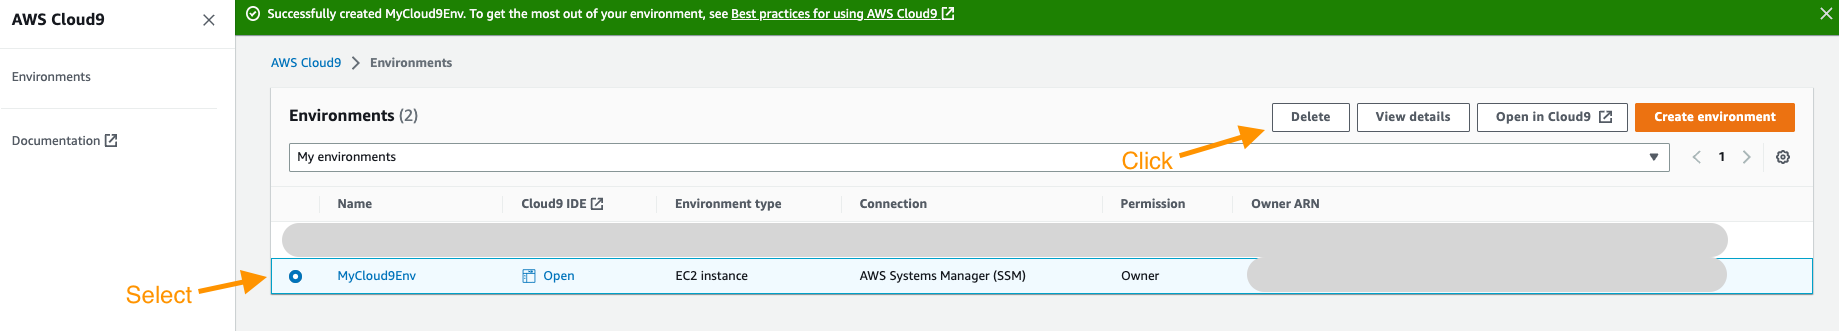 AWS Cloud9
Successfully created MyCloud9Env. To get the most out of your environment, see Best practices for using AWS Cloud9
Environments
Documentation
AWS Cloud9 > Environments
Environments (2)
Delete
View details
Open in Cloud9
Create environment
Click
My environments
1
Name Cloud9 IDE Environment type Connection Permission Owner ARN
Select
MyCloud9Env Open EC2 instance AWS Systems Manager (SSM) Owner